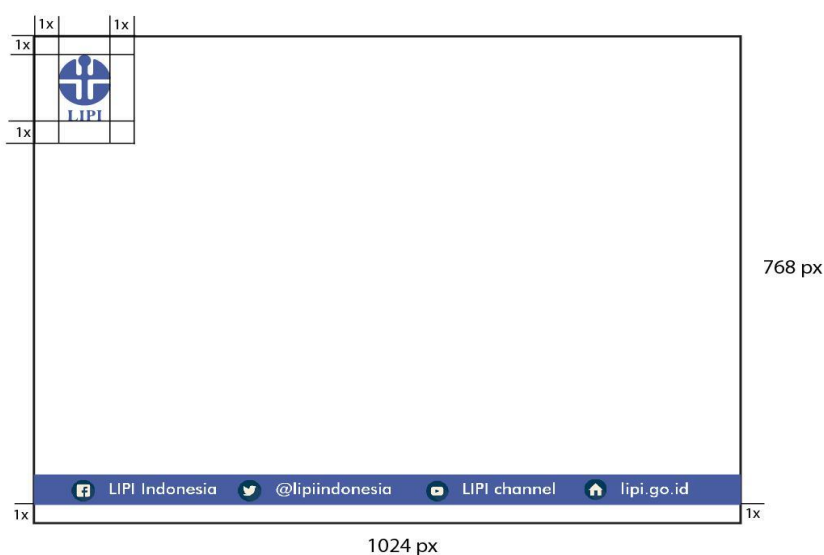 1x 1x
1x
LIPI
1x
768 px
LIPI Indonesia @lipiindonesia LIPI channel lipi.go.id
1x 1x
1024 px